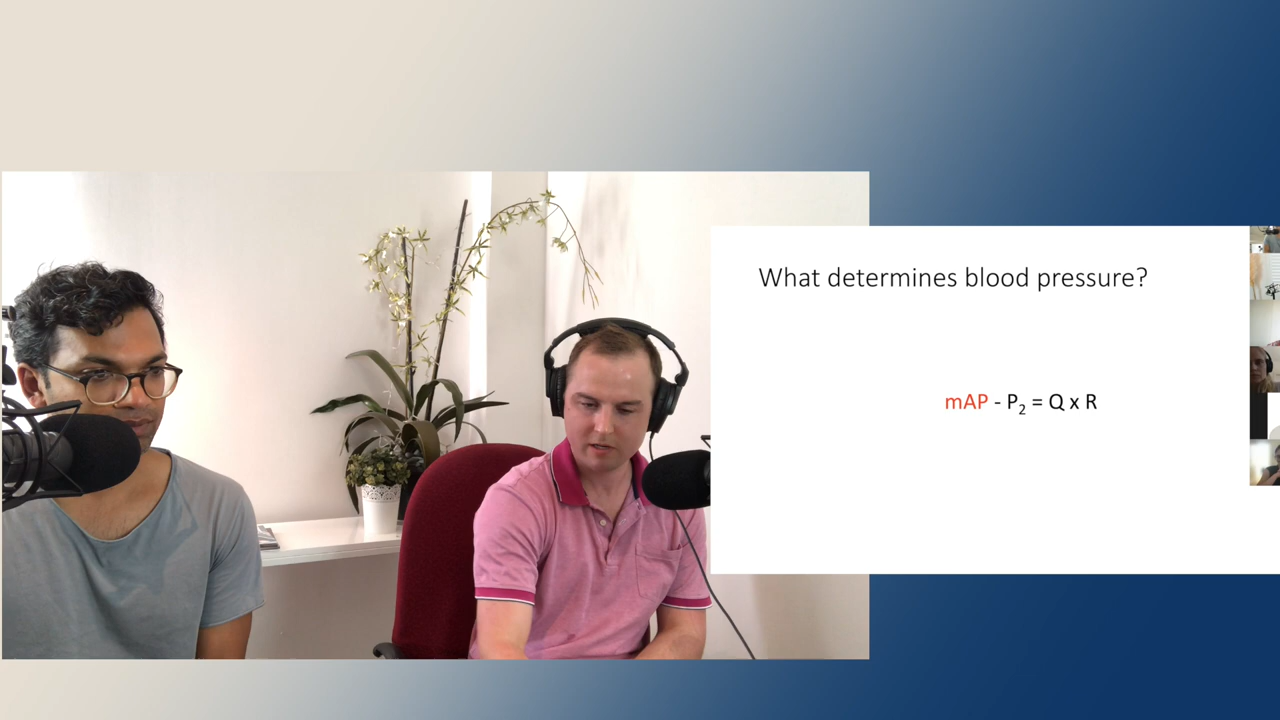 What determines blood pressure?
mAP - P₂ = Q x R